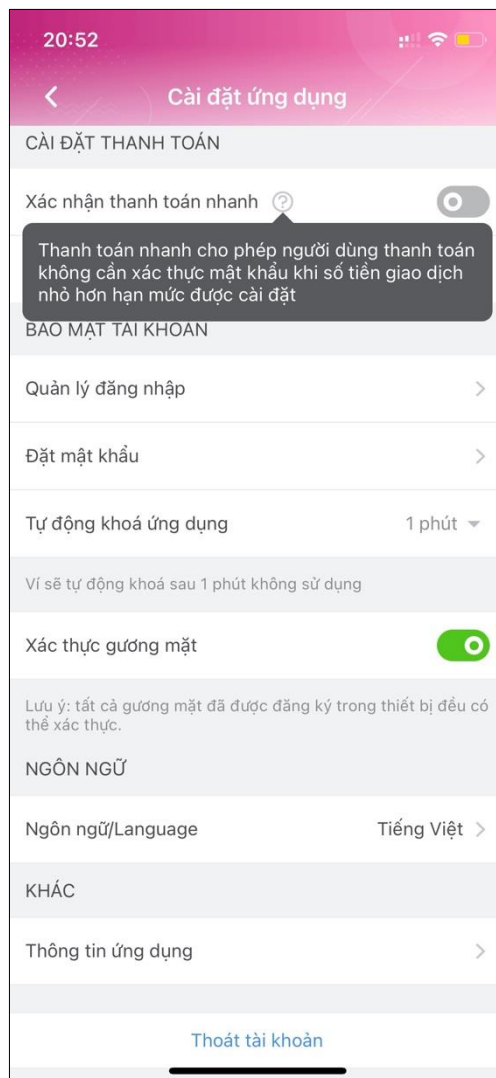 20:52
Cài đặt ứng dụng
CÀI ĐẶT THANH TOÁN
Xác nhận thanh toán nhanh ?
Thanh toán nhanh cho phép người dùng thanh toán
không cần xác thực mật khẩu khi số tiền giao dịch
nhỏ hơn hạn mức được cài đặt
BẢO MẬT TÀI KHOẢN
Quản lý đăng nhập
Đặt mật khẩu
Tự động khoá ứng dụng 1 phút
Ví sẽ tự động khoá sau 1 phút không sử dụng
Xác thực gương mặt
Lưu ý: tất cả gương mặt đã được đăng ký trong thiết bị đều có
thể xác thực.
NGÔN NGỮ
Ngôn ngữ/Language Tiếng Việt
KHÁC
Thông tin ứng dụng
Thoát tài khoản